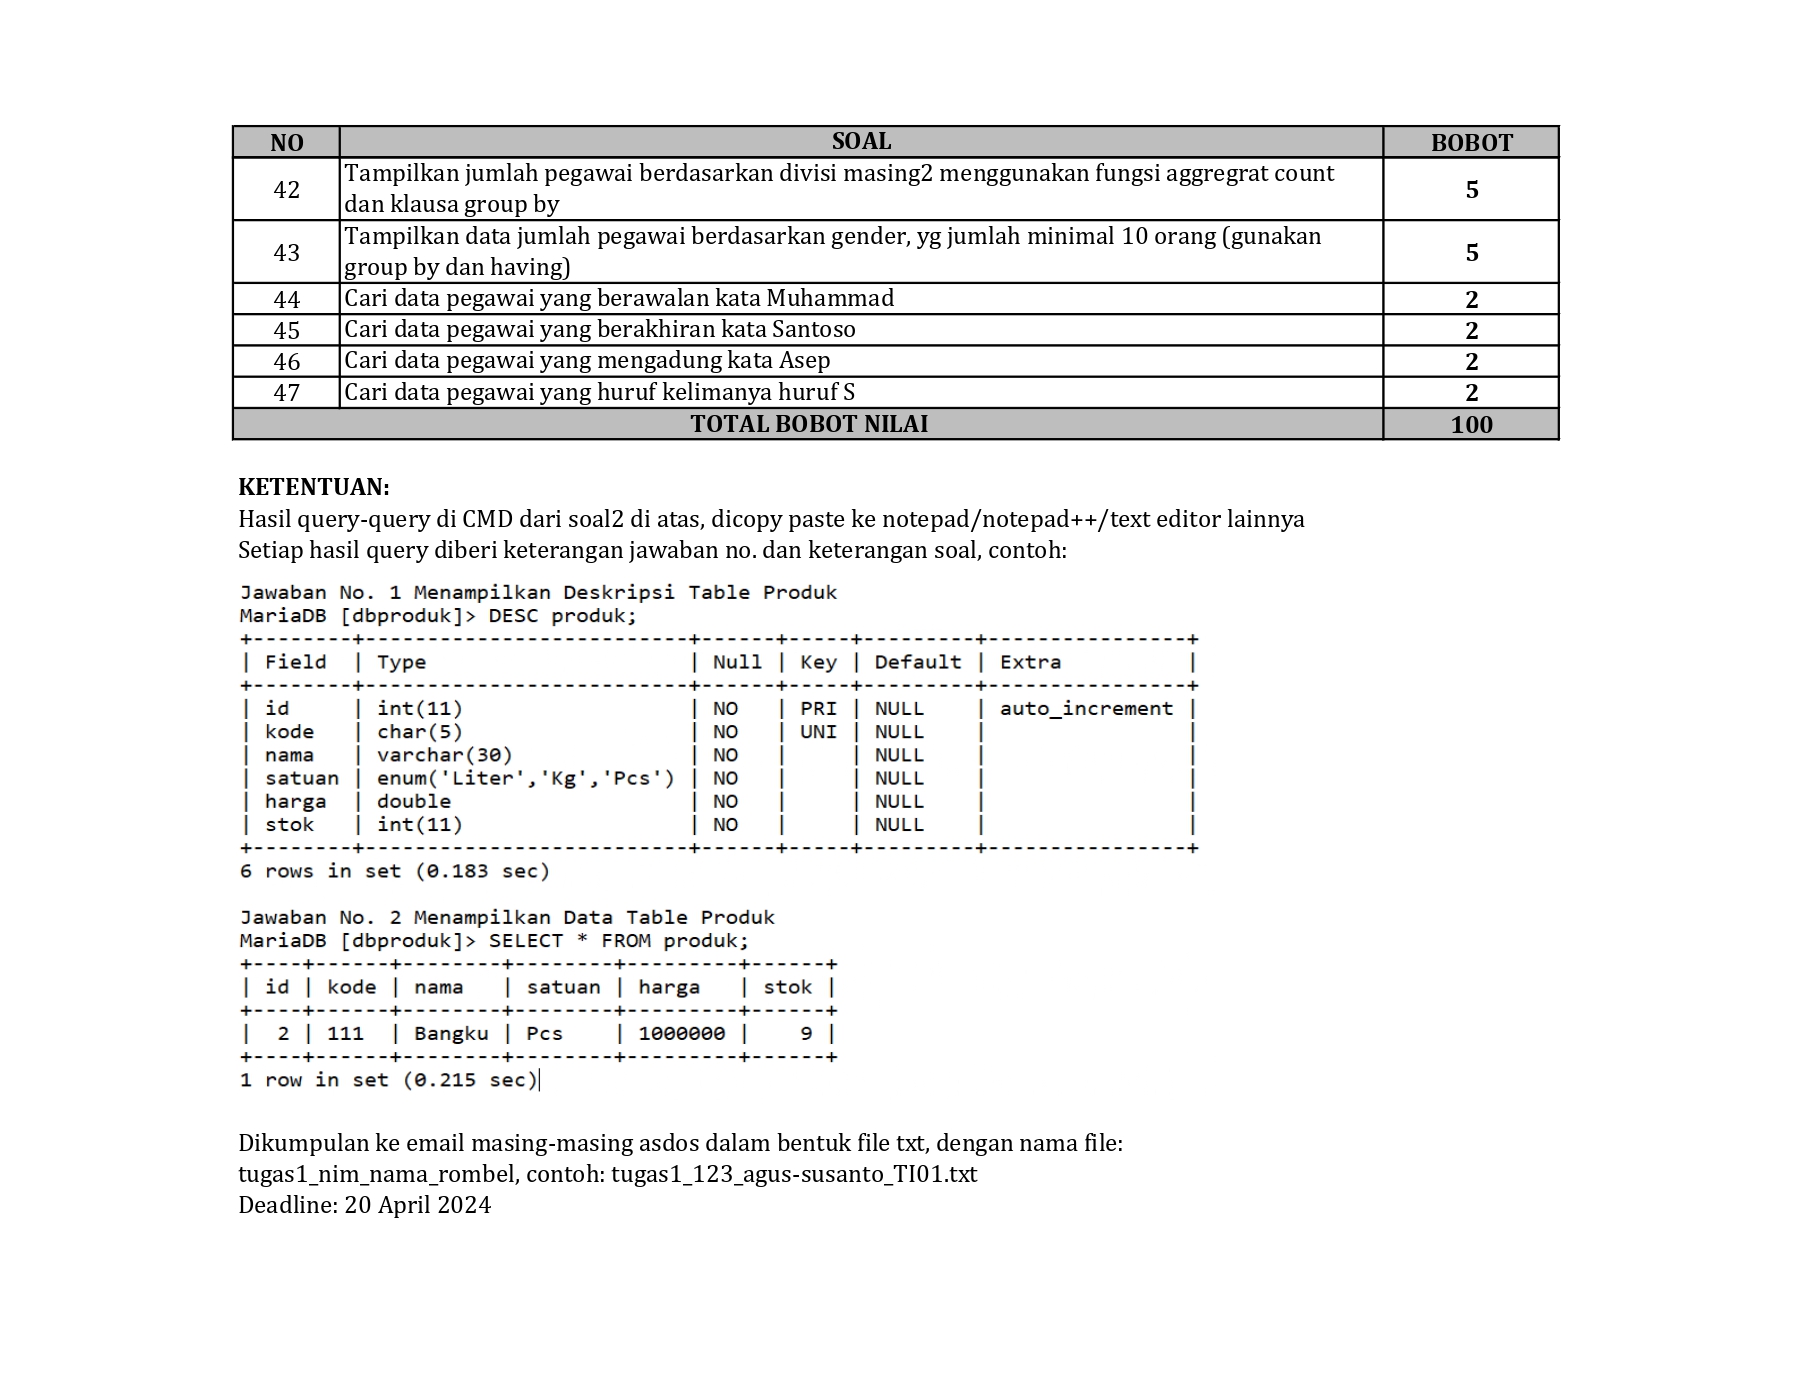 NO SOAL BOBOT
42 Tampilkan jumlah pegawai berdasarkan divisi masing2 menggunakan fungsi aggregrat count dan klausa group by 5
43 Tampilkan data jumlah pegawai berdasarkan gender, yg jumlah minimal 10 orang (gunakan group by dan having) 5
44 Cari data pegawai yang berawalan kata Muhammad 2
45 Cari data pegawai yang berakhiran kata Santoso 2
46 Cari data pegawai yang mengadung kata Asep 2
47 Cari data pegawai yang huruf kelimanya huruf S 2
TOTAL BOBOT NILAI 100
KETENTUAN:
Hasil query-query di CMD dari soal2 di atas, dicopy paste ke notepad/notepad++/text editor lainnya
Setiap hasil query diberi keterangan jawaban no. dan keterangan soal, contoh:
Jawaban No. 1 Menampilkan Deskripsi Table Produk
MariaDB [dbproduk]> DESC produk;
+--------+--------------------------+------+-----+---------+----------------+
| Field  | Type                     | Null | Key | Default | Extra          |
+--------+--------------------------+------+-----+---------+----------------+
| id     | int(11)                  | NO   | PRI | NULL    | auto_increment |
| kode   | char(5)                  | NO   | UNI | NULL    |                |
| nama   | varchar(30)              | NO   |     | NULL    |                |
| satuan | enum('Liter','Kg','Pcs') | NO   |     | NULL    |                |
| harga  | double                   | NO   |     | NULL    |                |
| stok   | int(11)                  | NO   |     | NULL    |                |
+--------+--------------------------+------+-----+---------+----------------+
6 rows in set (0.183 sec)
Jawaban No. 2 Menampilkan Data Table Produk
MariaDB [dbproduk]> SELECT * FROM produk;
+----+------+--------+--------+---------+------+
| id | kode | nama   | satuan | harga   | stok |
+----+------+--------+--------+---------+------+
|  2 | 111  | Bangku | Pcs    | 1000000 |    9 |
+----+------+--------+--------+---------+------+
1 row in set (0.215 sec)
Dikumpulan ke email masing-masing asdos dalam bentuk file txt, dengan nama file:
tugas1_nim_nama_rombel, contoh: tugas1_123_agus-susanto_TI01.txt
Deadline: 20 April 2024